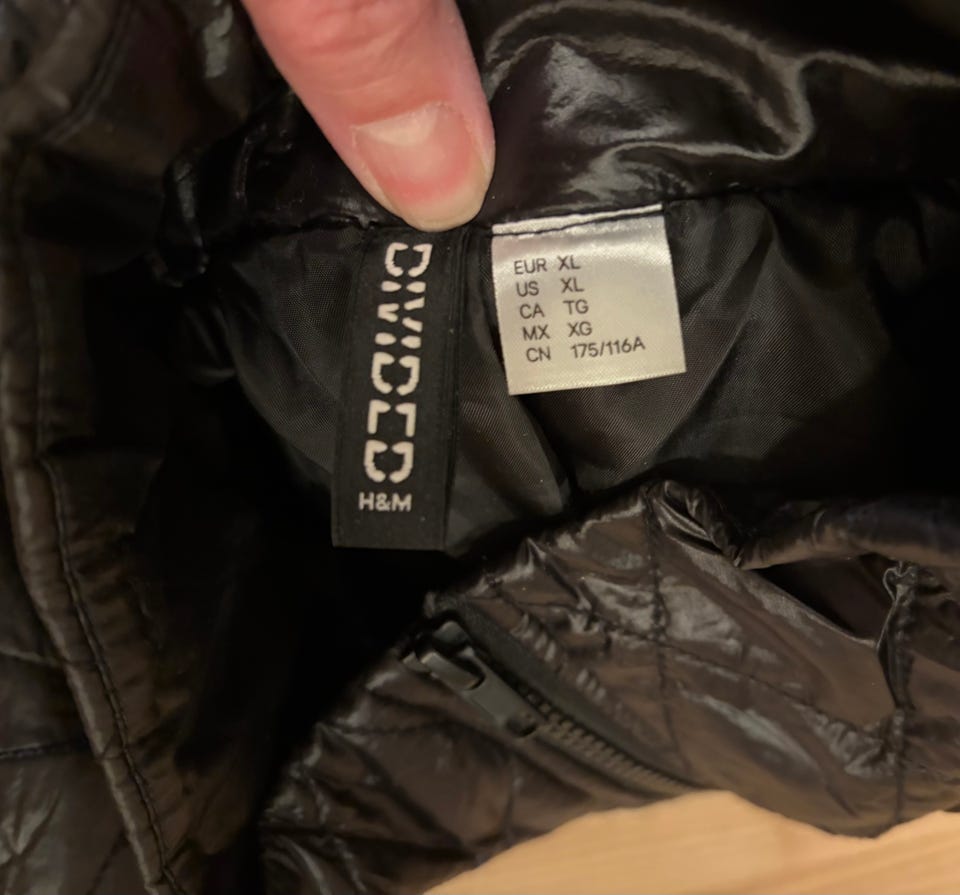 DIVIDED
H&M
EUR XL
US XL
CA TG
MX XG
CN 175/116A